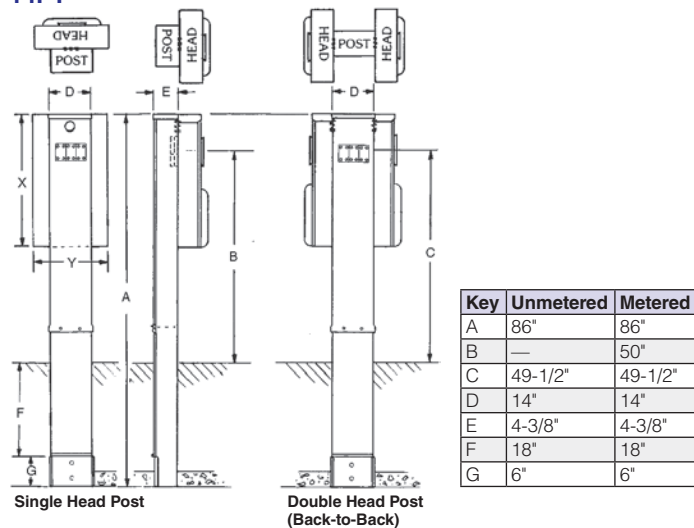 HEAD
POST
POST
HEAD
HEAD
POST
HEAD
D
E
D
X
Y
A
B
C
F
G
Single Head Post
Double Head Post
(Back-to-Back)
Key Unmetered Metered
A 86" 86"
B — 50"
C 49-1/2" 49-1/2"
D 14" 14"
E 4-3/8" 4-3/8"
F 18" 18"
G 6" 6"